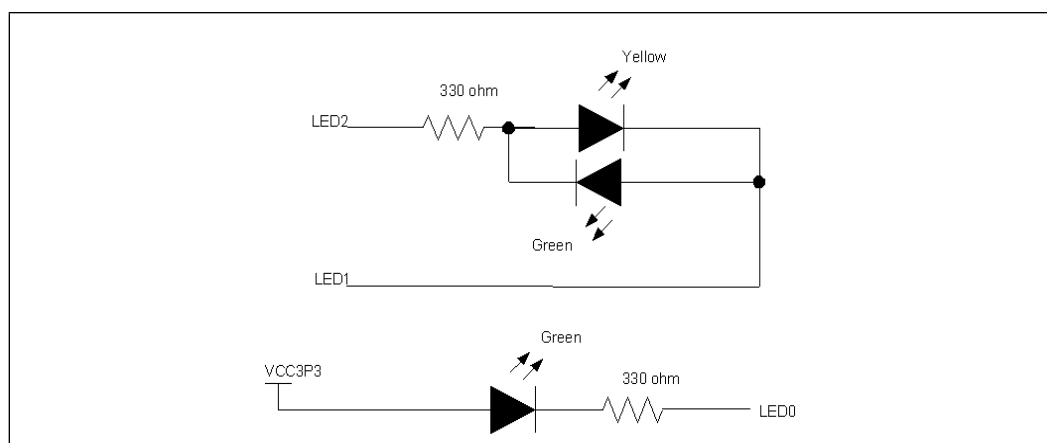 Yellow
330 ohm
LED2
Green
LED1
Green
VCC3P3
330 ohm
LED0